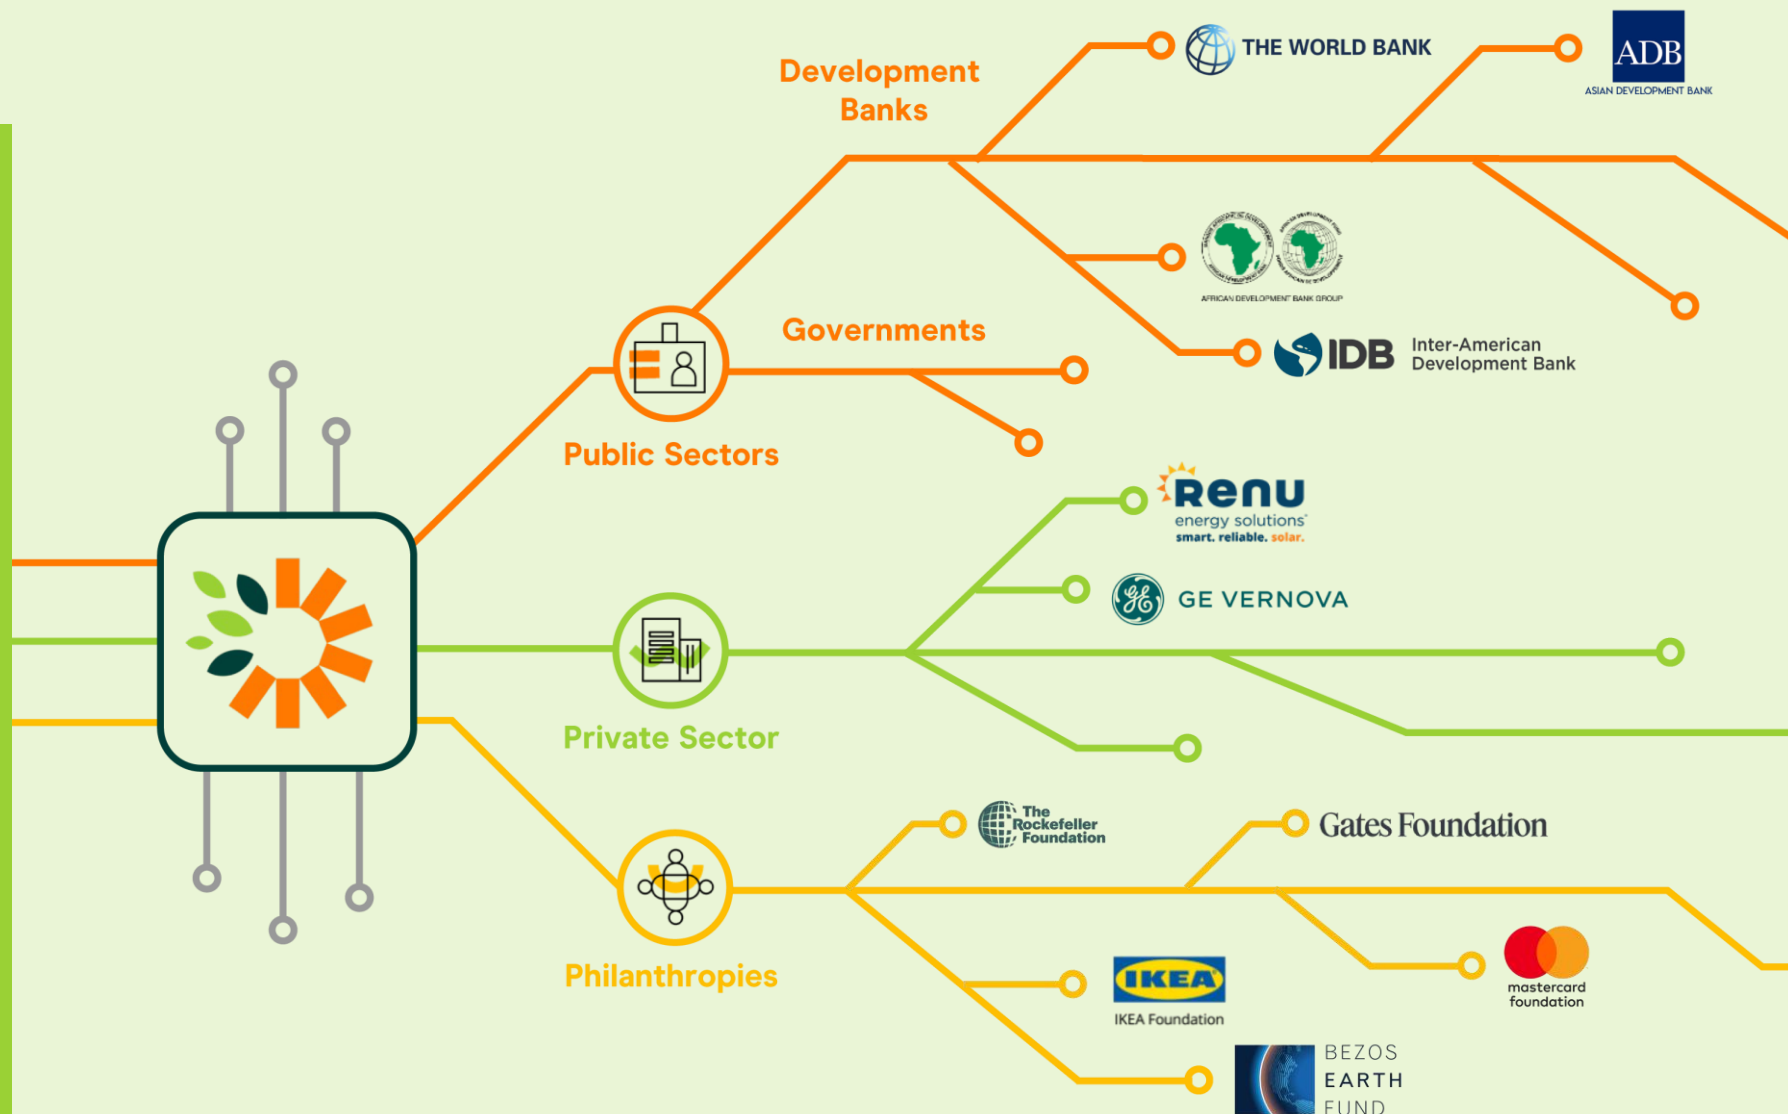 Development
Banks
THE WORLD BANK
ADB
ASIAN DEVELOPMENT BANK
AFRICAN DEVELOPMENT BANK GROUP
Governments
IDB
Inter-American
Development Bank
Public Sectors
Renu
energy solutions
smart. reliable. solar.
GE
GE VERNOVA
Private Sector
The
Rockefeller
Foundation
Gates Foundation
Philanthropies
IKEA
IKEA Foundation
mastercard
foundation
BEZOS
EARTH
FUND